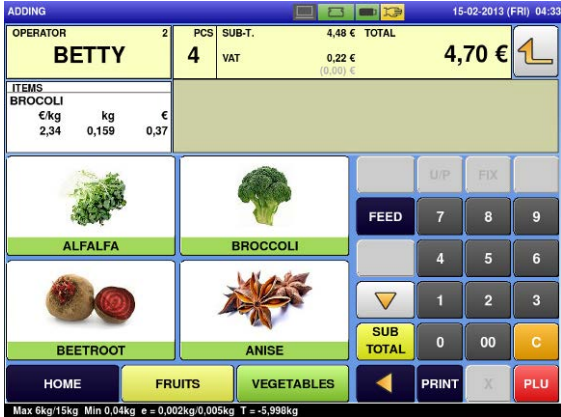 ADDING 15-02-2013 (FRI) 04:33
OPERATOR 2 PCS SUB-T. 4,48 € TOTAL
BETTY 4 VAT 0,22 € 4,70 €
(0,00) €
ITEMS
BROCOLI
€/kg kg €
2,34 0,159 0,37
U/P FIX
ALFALFA BROCCOLI FEED 7 8 9
4 5 6
1 2 3
BEETROOT ANISE SUB TOTAL 0 00 C
HOME FRUITS VEGETABLES PRINT X PLU
Max 6kg/15kg Min 0,04kg e = 0,002kg/0,005kg T = -5,998kg